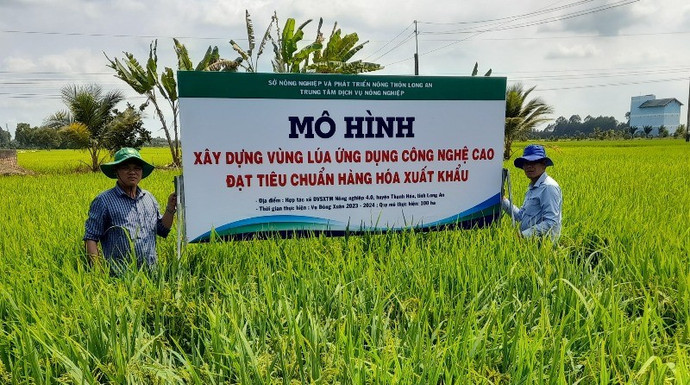 SỞ NÔNG NGHIỆP VÀ PHÁT TRIỂN NÔNG THÔN LONG AN
TRUNG TÂM DỊCH VỤ NÔNG NGHIỆP
MÔ HÌNH
XÂY DỰNG VÙNG LÚA ỨNG DỤNG CÔNG NGHỆ CAO
ĐẠT TIÊU CHUẨN HÀNG HÓA XUẤT KHẨU
- Địa điểm : Hợp tác xã DVSXTM Nông nghiệp 4.0, huyện Thạnh Hóa, tỉnh Long An
- Thời gian thực hiện : Vụ Đông Xuân 2023 - 2024 ; Quy mô thực hiện 100 ha